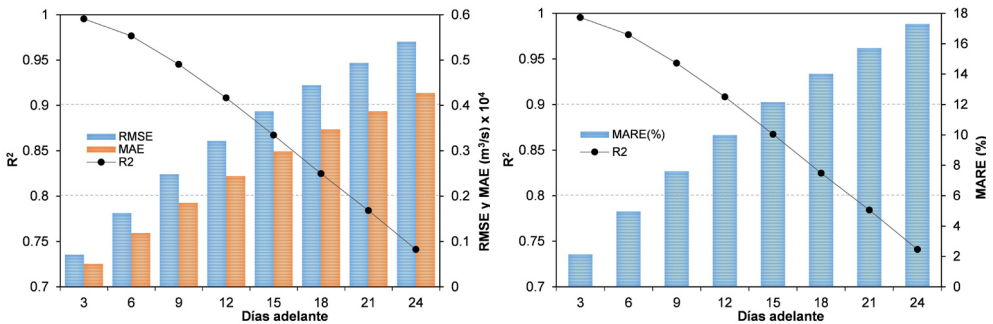 1
0.95
0.9
0.85
0.8
0.75
0.7
R²
RMSE
MAE
R2
0.6
0.5
0.4
0.3
0.2
0.1
0
RMSE y MAE (m³/s) x 10⁴
3 6 9 12 15 18 21 24
Días adelante
1
0.95
0.9
0.85
0.8
0.75
0.7
R²
MARE(%)
R2
18
16
14
12
10
8
6
4
2
0
MARE (%)
3 6 9 12 15 18 21 24
Días adelante